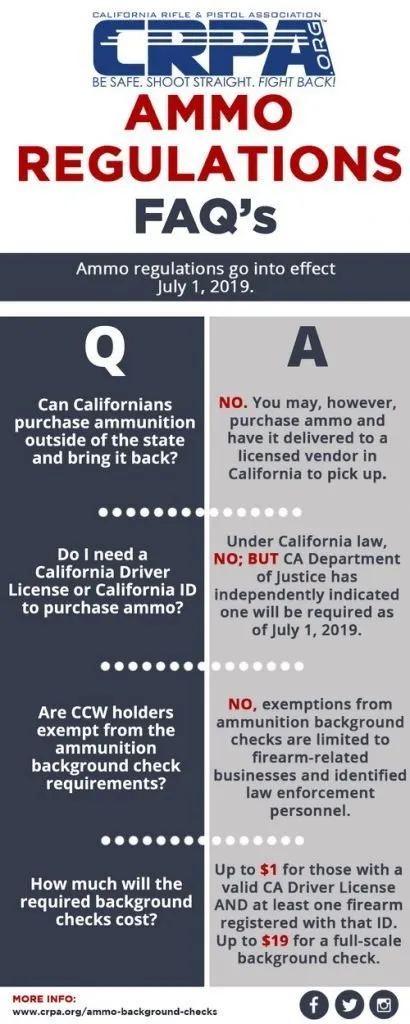 CALIFORNIA RIFLE & PISTOL ASSOCIATION
CRPA.ORG
BE SAFE. SHOOT STRAIGHT. FIGHT BACK!
AMMO
REGULATIONS
FAQ's
Ammo regulations go into effect
July 1, 2019.
Q
A
Can Californians
purchase ammunition
outside of the state
and bring it back?
NO. You may, however,
purchase ammo and
have it delivered to a
licensed vendor in
California to pick up.
Do I need a
California Driver
License or California ID
to purchase ammo?
Under California law,
NO; BUT CA Department
of Justice has
independently indicated
one will be required as
of July 1, 2019.
Are CCW holders
exempt from the
ammunition
background check
requirements?
NO, exemptions from
ammunition background
checks are limited to
firearm-related
businesses and identified
law enforcement
personnel.
How much will the
required background
checks cost?
Up to $1 for those with a
valid CA Driver License
AND at least one firearm
registered with that ID.
Up to $19 for a full-scale
background check.
MORE INFO:
www.crpa.org/ammo-background-checks